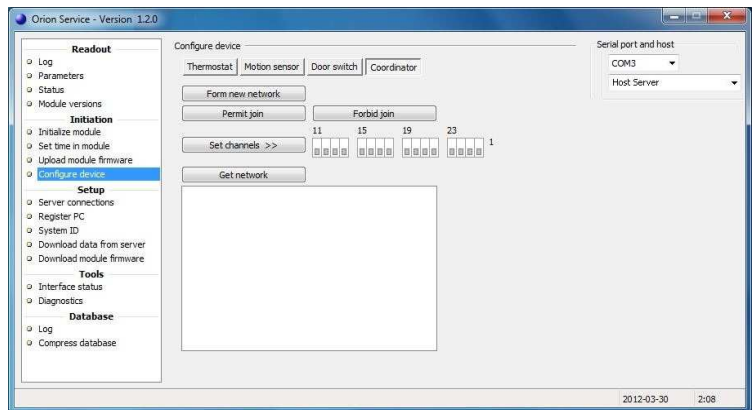 Orion Service - Version 1.2.0
Readout
Log
Parameters
Status
Module versions
Initiation
Initialize module
Set time in module
Upload module firmware
Configure device
Setup
Server connections
Register PC
System ID
Download data from server
Download module firmware
Tools
Interface status
Diagnostics
Database
Log
Compress database
Configure device
Thermostat Motion sensor Door switch Coordinator
Form new network
Permit join Forbid join
11 15 19 23
Set channels >> 1
Get network
Serial port and host
COM3
Host Server
2012-03-30 2:08